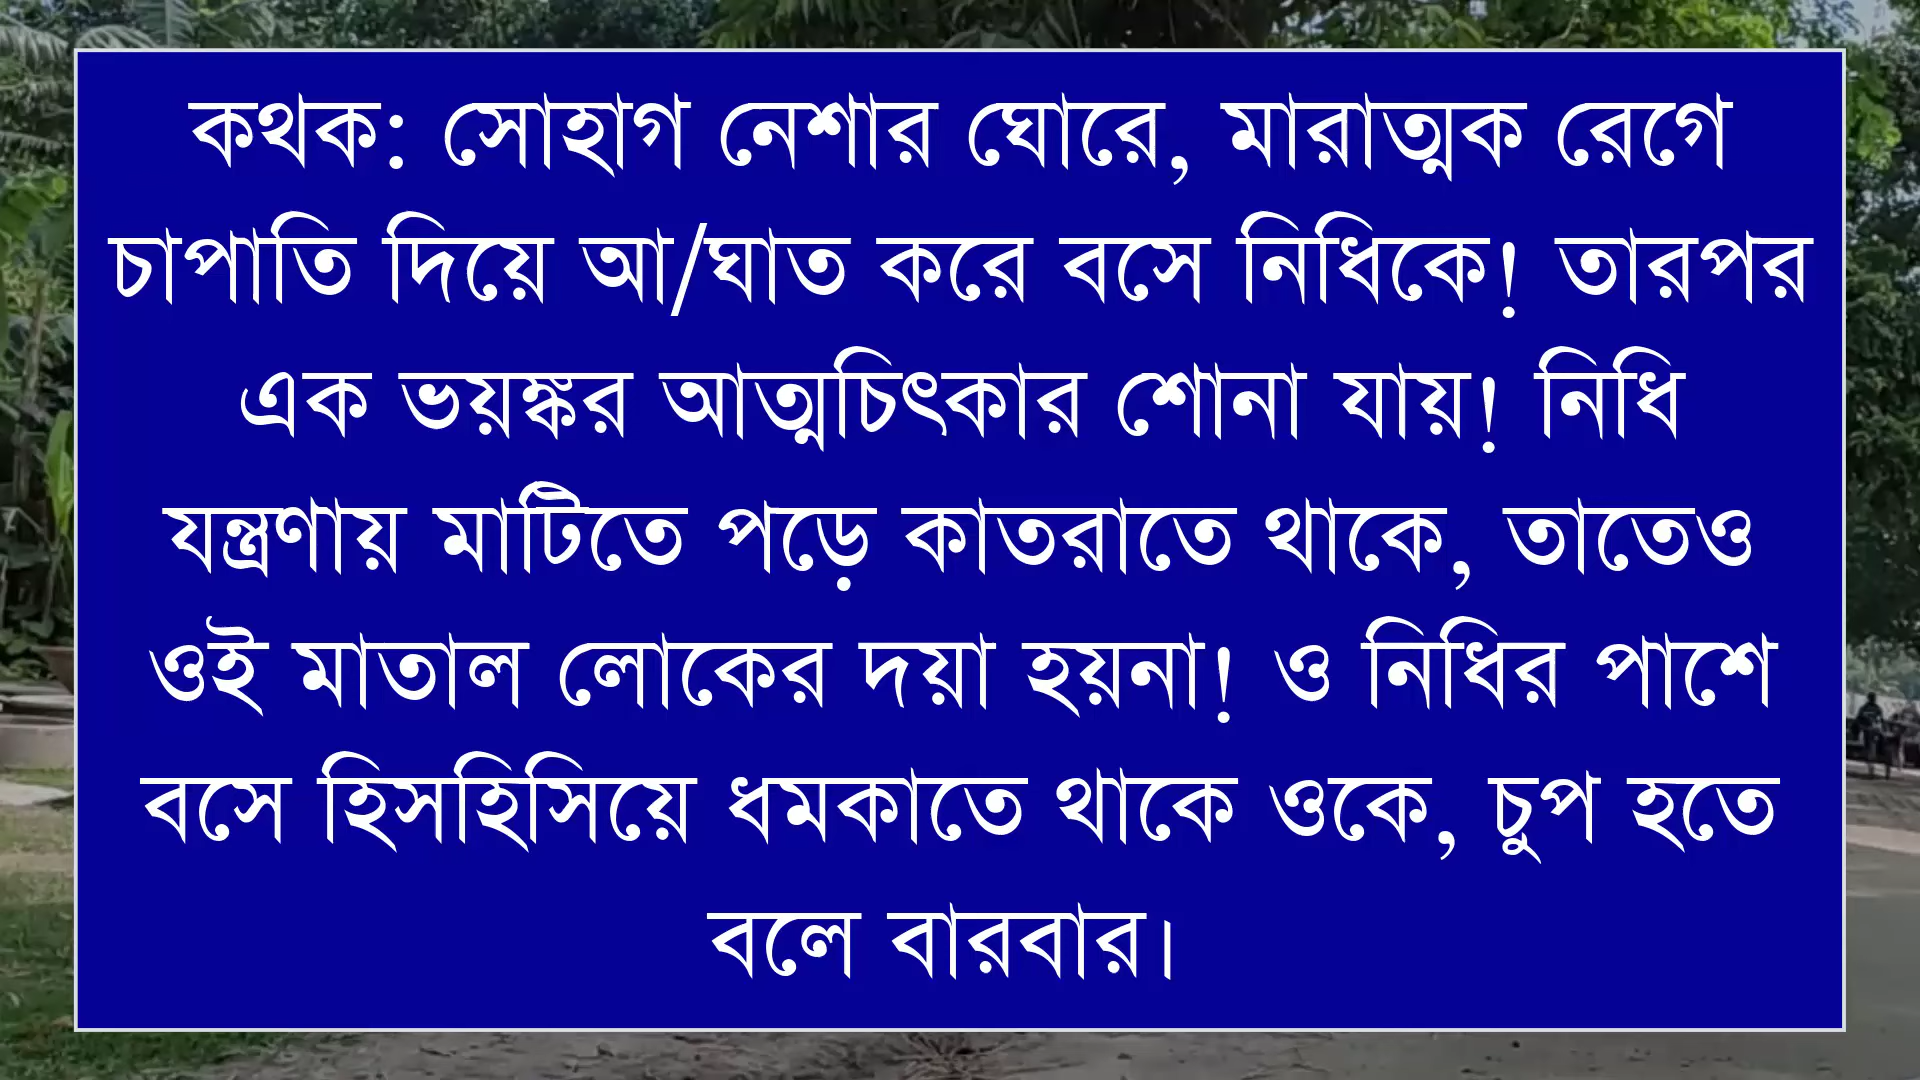 কথক: সোহাগ নেশার ঘোরে, মারাত্মক রেগে
চাপাতি দিয়ে আ/ঘাত করে বসে নিধিকে! তারপর
এক ভয়ঙ্কর আত্মচিৎকার শোনা যায়! নিধি
যন্ত্রণায় মাটিতে পড়ে কাতরাতে থাকে, তাতেও
ওই মাতাল লোকের দয়া হয়না! ও নিধির পাশে
বসে হিসহিসিয়ে ধমকাতে থাকে ওকে, চুপ হতে
বলে বারবার।